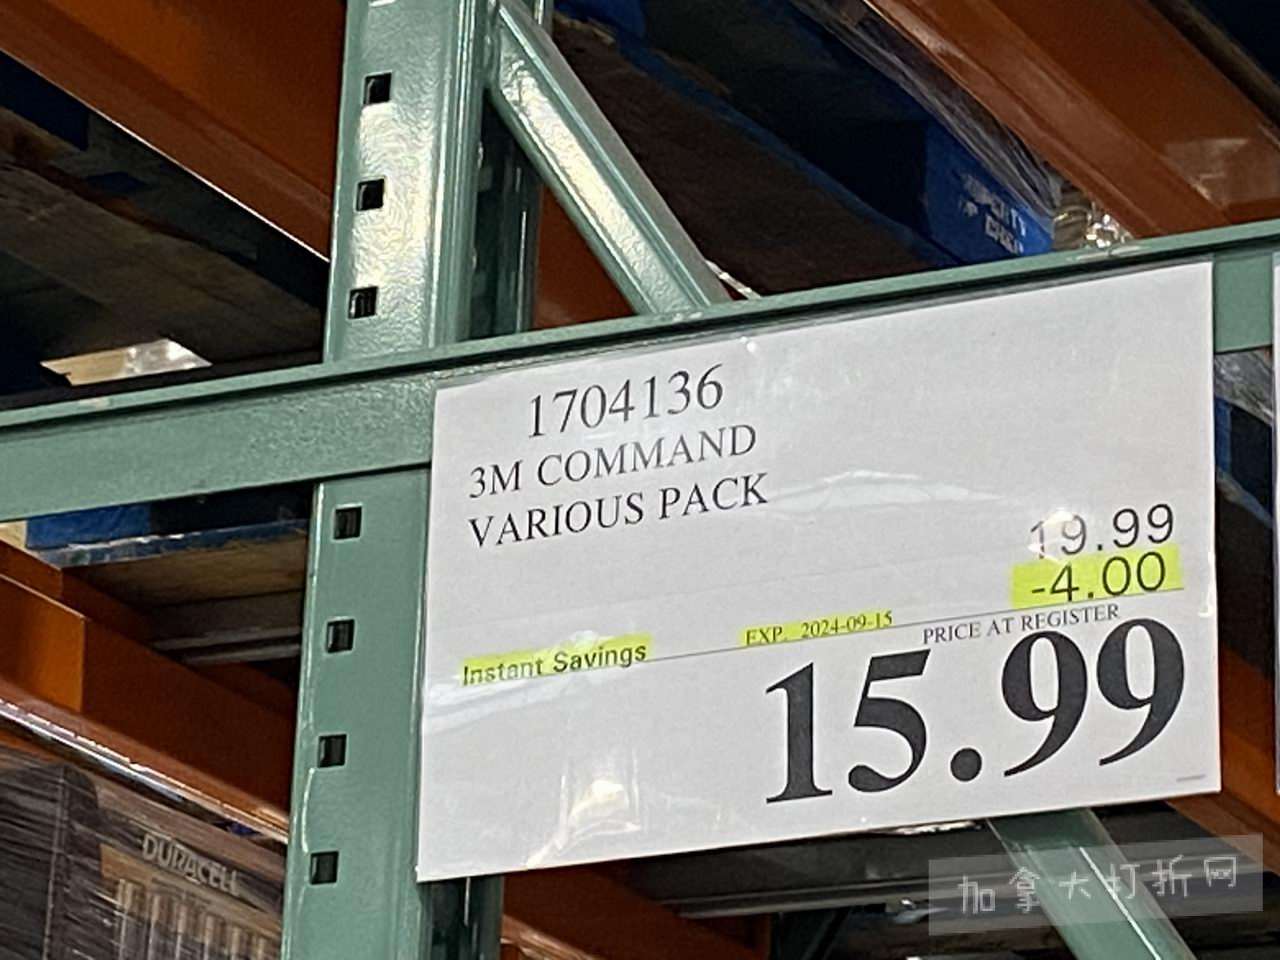 1704136
3M COMMAND
VARIOUS PACK
19.99
-4.00
Instant Savings
EXP. 2024-09-15
PRICE AT REGISTER
15.99
DURACELL
加拿大打折网